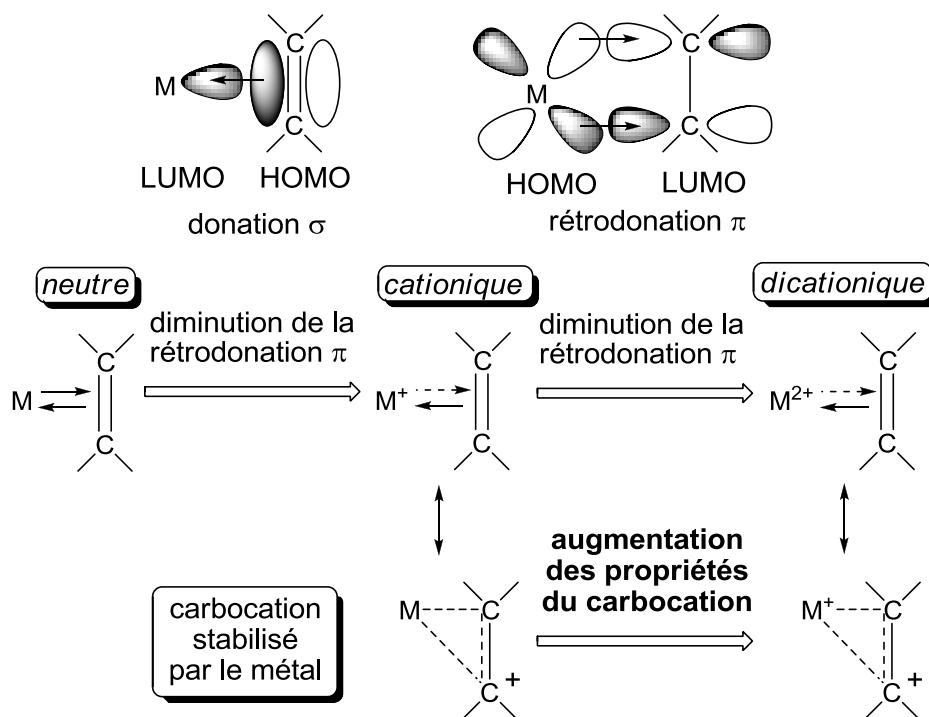 C
M
C
LUMO HOMO
donation σ
C
M
C
HOMO LUMO
rétrodonation π
neutre
cationique
dicationique
diminution de la
rétrodonation π
diminution de la
rétrodonation π
C
M
C
C
M+
C
C
M2+
C
carbocation
stabilisé
par le métal
M C
C +
augmentation
des propriétés
du carbocation
M+ C
C +